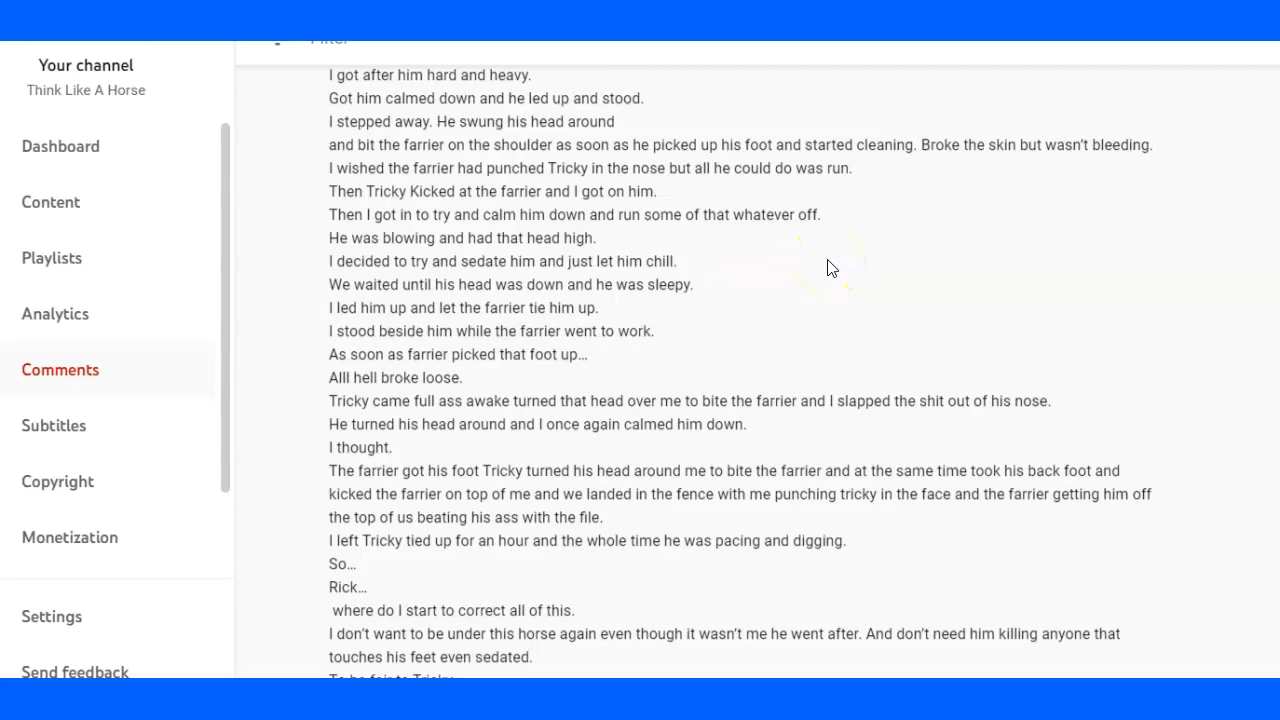 Your channel
Think Like A Horse
Dashboard
Content
Playlists
Analytics
Comments
Subtitles
Copyright
Monetization
Settings
Send feedback
Filter
I got after him hard and heavy.
Got him calmed down and he led up and stood.
I stepped away. He swung his head around
and bit the farrier on the shoulder as soon as he picked up his foot and started cleaning. Broke the skin but wasn't bleeding.
I wished the farrier had punched Tricky in the nose but all he could do was run.
Then Tricky Kicked at the farrier and I got on him.
Then I got in to try and calm him down and run some of that whatever off.
He was blowing and had that head high.
I decided to try and sedate him and just let him chill.
We waited until his head was down and he was sleepy.
I led him up and let the farrier tie him up.
I stood beside him while the farrier went to work.
As soon as farrier picked that foot up...
Alll hell broke loose.
Tricky came full ass awake turned that head over me to bite the farrier and I slapped the shit out of his nose.
He turned his head around and I once again calmed him down.
I thought.
The farrier got his foot Tricky turned his head around me to bite the farrier and at the same time took his back foot and
kicked the farrier on top of me and we landed in the fence with me punching tricky in the face and the farrier getting him off
the top of us beating his ass with the file.
I left Tricky tied up for an hour and the whole time he was pacing and digging.
So...
Rick...
where do I start to correct all of this.
I don't want to be under this horse again even though it wasn't me he went after. And don't need him killing anyone that
touches his feet even sedated.
To be fair to Tricky